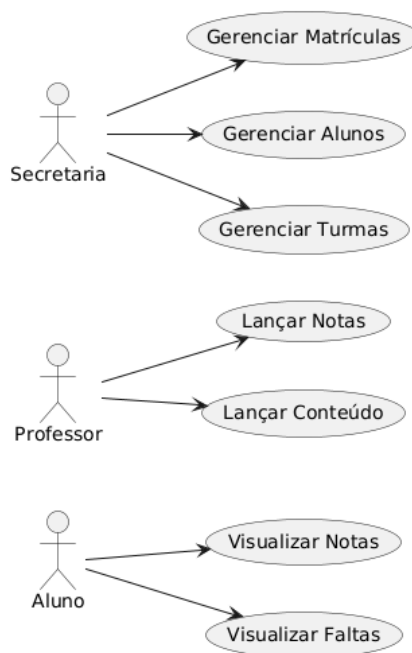 Gerenciar Matrículas
Gerenciar Alunos
Secretaria
Gerenciar Turmas
Lançar Notas
Professor
Lançar Conteúdo
Visualizar Notas
Aluno
Visualizar Faltas